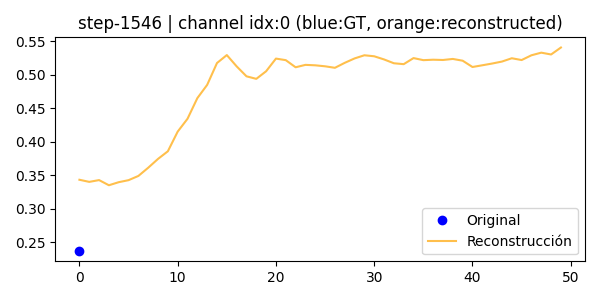 step-1546 | channel idx:0 (blue:GT, orange:reconstructed)
0.55
0.50
0.45
0.40
0.35
0.30
0.25
Original
Reconstrucción
0 10 20 30 40 50